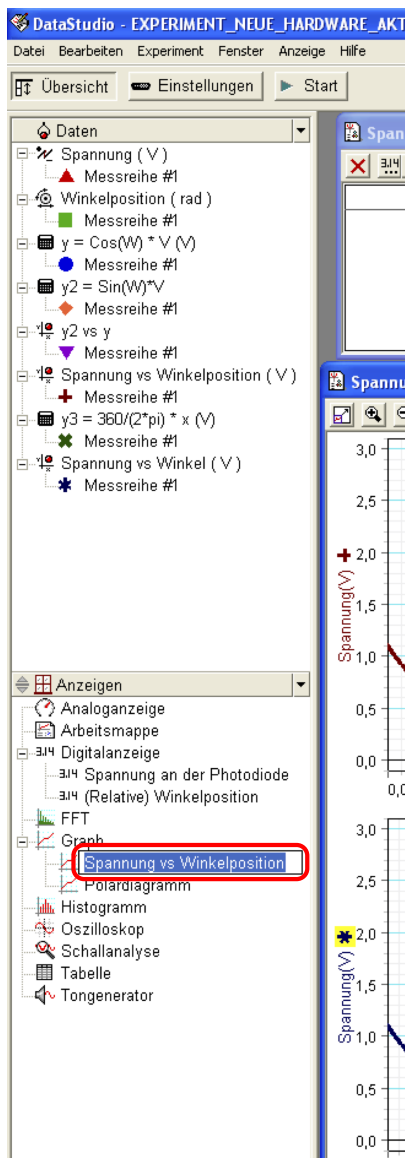 DataStudio - EXPERIMENT_NEUE_HARDWARE_AKT
Datei Bearbeiten Experiment Fenster Anzeige Hilfe
Übersicht Einstellungen Start
Daten
Spannung ( V )
Messreihe #1
Winkelposition ( rad )
Messreihe #1
y = Cos(W) * V (V)
Messreihe #1
y2 = Sin(W)*V
Messreihe #1
y2 vs y
Messreihe #1
Spannung vs Winkelposition ( V )
Messreihe #1
y3 = 360/(2*pi) * x (V)
Messreihe #1
Spannung vs Winkel ( V )
Messreihe #1
Anzeigen
Analoganzeige
Arbeitsmappe
3.14 Digitalanzeige
3.14 Spannung an der Photodiode
3.14 (Relative) Winkelposition
FFT
Graph
Spannung vs Winkelposition
Polardiagramm
Histogramm
Oszilloskop
Schallanalyse
Tabelle
Tongenerator
Span
3.14
Spannu
3,0
2,5
2,0
1,5
1,0
0,5
0,0
0,0
Spannung(V)
3,0
2,5
2,0
1,5
1,0
0,5
0,0
Spannung(V)